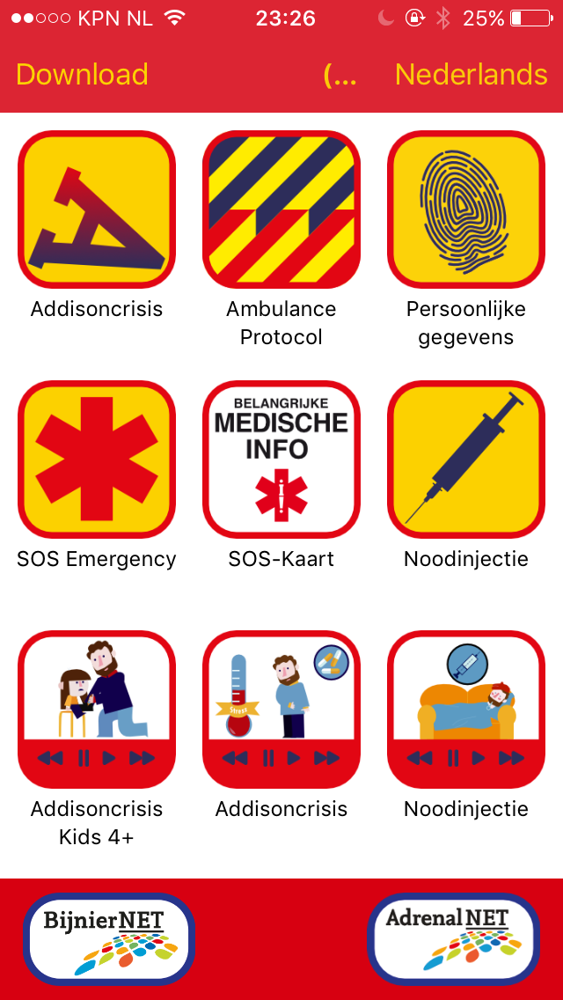 KPN NL 23:26 25%
Download (... Nederlands
Addisoncrisis
Ambulance
Protocol
Persoonlijke
gegevens
BELANGRIJKE
MEDISCHE
INFO
SOS Emergency
SOS-Kaart
Noodinjectie
Stress
Addisoncrisis
Kids 4+
Addisoncrisis
Noodinjectie
BijnierNET
AdrenalNET